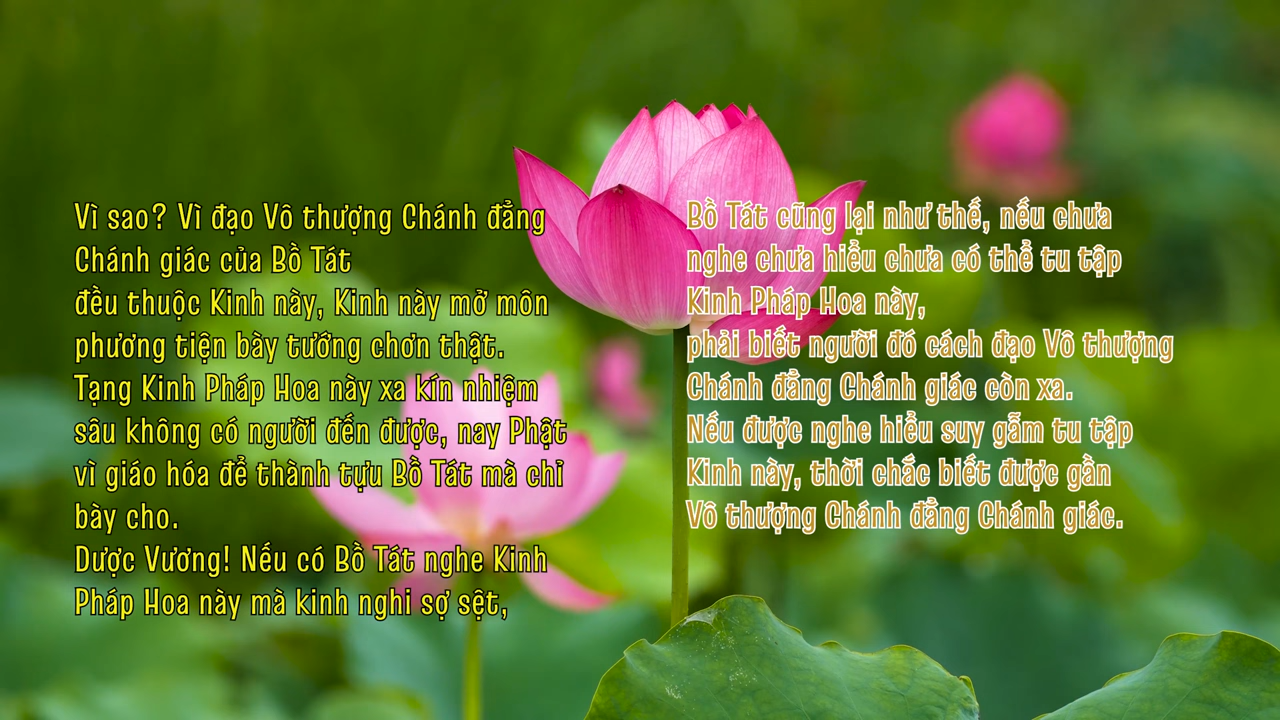 Vì sao? Vì đạo Vô thượng Chánh đẳng
Chánh giác của Bồ Tát
đều thuộc Kinh này, Kinh này mở môn
phương tiện bày tướng chơn thật.
Tạng Kinh Pháp Hoa này xa kín nhiệm
sâu không có người đến được, nay Phật
vì giáo hóa để thành tựu Bồ Tát mà chỉ
bày cho.
Dược Vương! Nếu có Bồ Tát nghe Kinh
Pháp Hoa này mà kinh nghi sợ sệt,
Bồ Tát cũng lại như thế, nếu chưa
nghe chưa hiểu chưa có thể tu tập
Kinh Pháp Hoa này,
phải biết người đó cách đạo Vô thượng
Chánh đẳng Chánh giác còn xa.
Nếu được nghe hiểu suy gẫm tu tập
Kinh này, thời chắc biết được gần
Vô thượng Chánh đẳng Chánh giác.